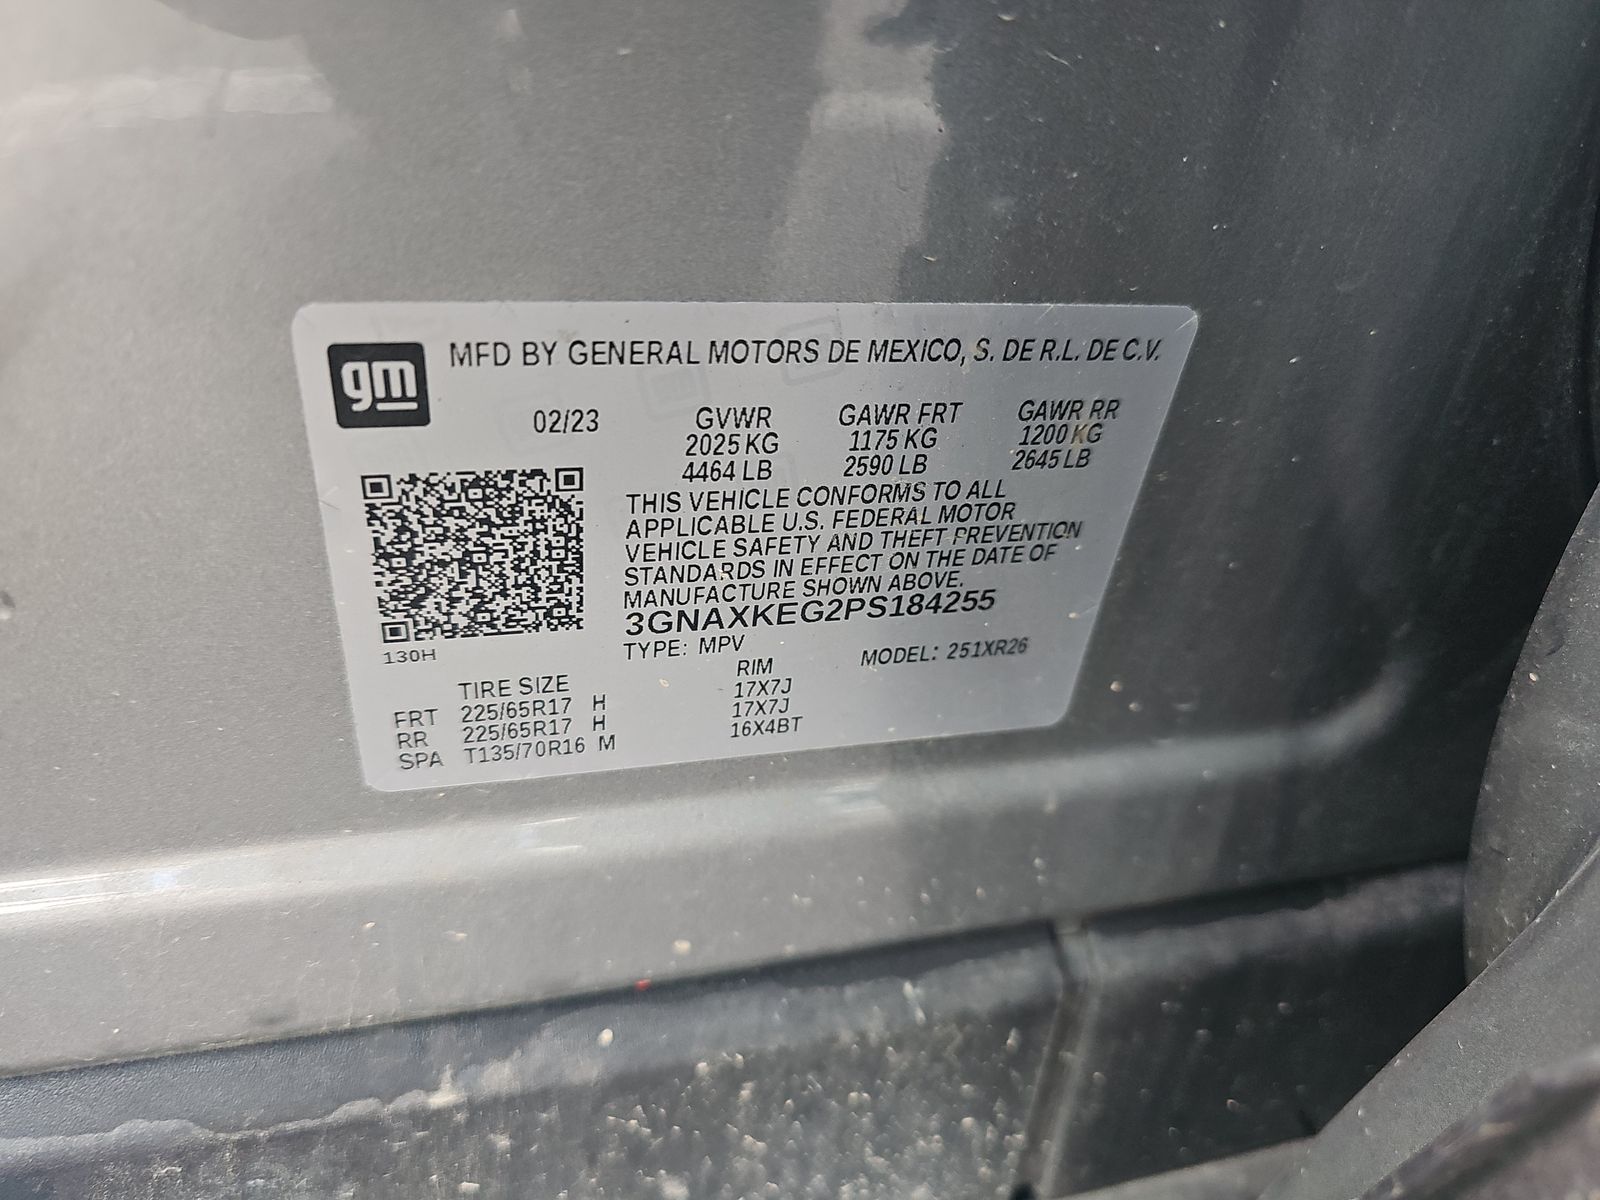 gm
MFD BY GENERAL MOTORS DE MEXICO, S. DE R.L. DE C.V.
02/23 GVWR GAWR FRT GAWR RR
2025 KG 1175 KG 1200 KG
4464 LB 2590 LB 2645 LB
THIS VEHICLE CONFORMS TO ALL
APPLICABLE U.S. FEDERAL MOTOR
VEHICLE SAFETY AND THEFT PREVENTION
STANDARDS IN EFFECT ON THE DATE OF
MANUFACTURE SHOWN ABOVE.
3GNAXKEG2PS184255
130H
TYPE: MPV MODEL: 251XR26
TIRE SIZE RIM
FRT 225/65R17 H 17X7J
RR 225/65R17 H 17X7J
SPA T135/70R16 M 16X4BT